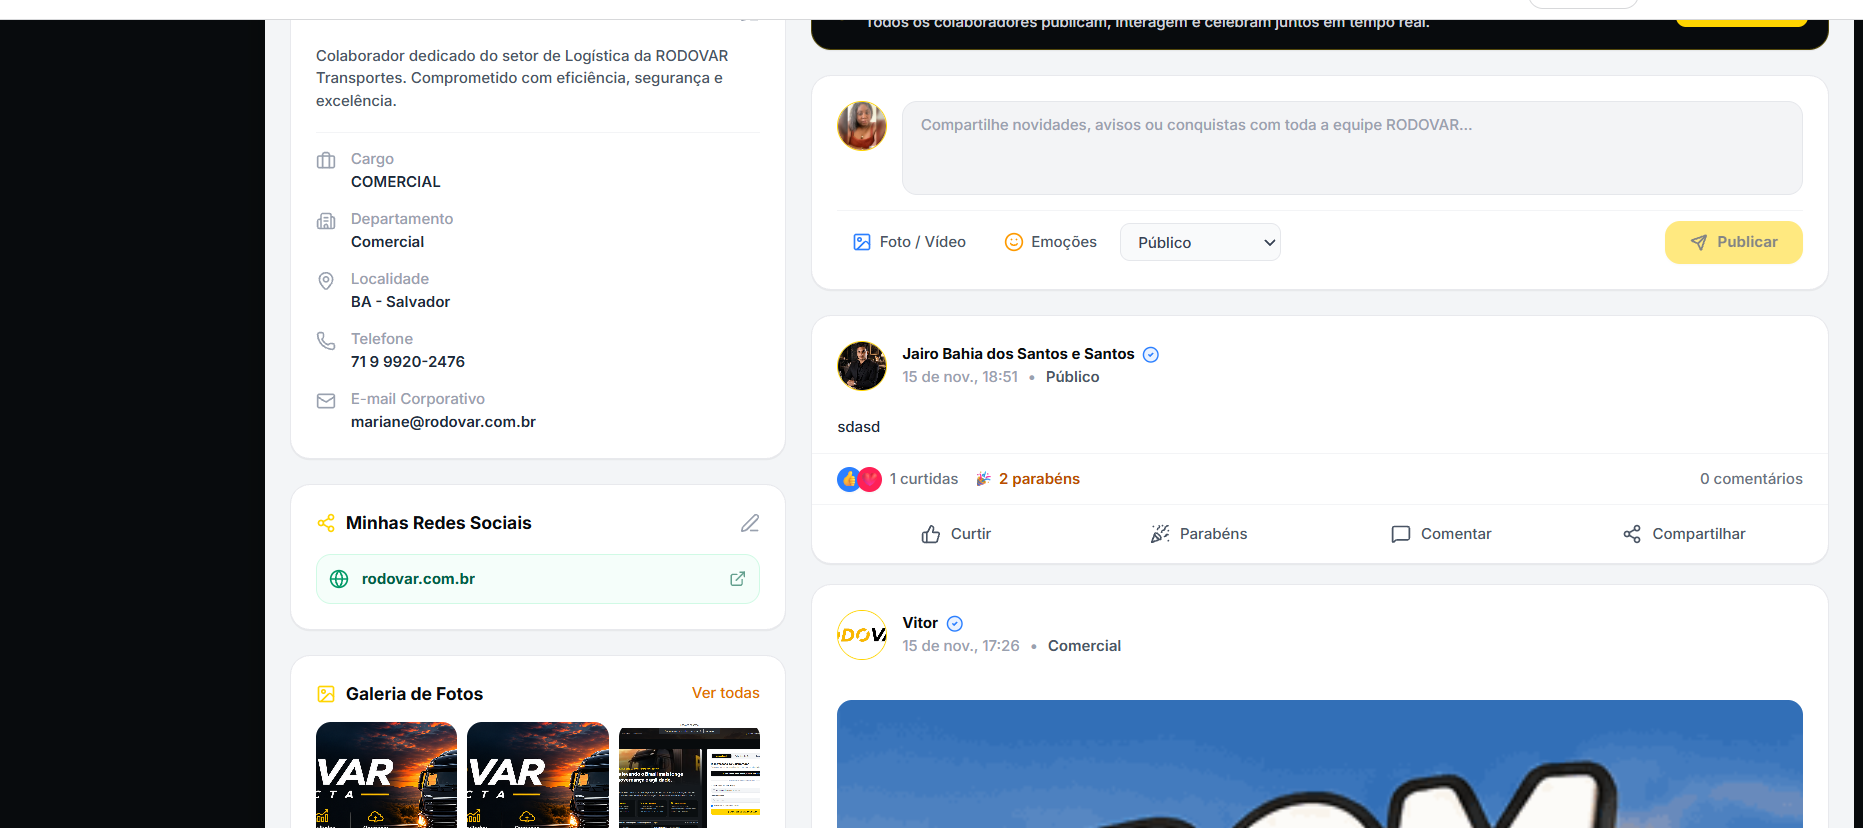 Todos os colaboradores publicam, interagem e celebram juntos em tempo real.
Colaborador dedicado do setor de Logística da RODOVAR
Transportes. Comprometido com eficiência, segurança e
excelência.
Cargo
COMERCIAL
Departamento
Comercial
Localidade
BA - Salvador
Telefone
71 9 9920-2476
E-mail Corporativo
mariane@rodovar.com.br
Minhas Redes Sociais
rodovar.com.br
Galeria de Fotos
Ver todas
VAR
CTA
VAR
CTA
Compartilhe novidades, avisos ou conquistas com toda a equipe RODOVAR...
Foto / Vídeo
Emoções
Público
Publicar
Jairo Bahia dos Santos e Santos
15 de nov., 18:51 • Público
sdasd
1 curtidas
2 parabéns
0 comentários
Curtir
Parabéns
Comentar
Compartilhar
DOVA
Vitor
15 de nov., 17:26 • Comercial